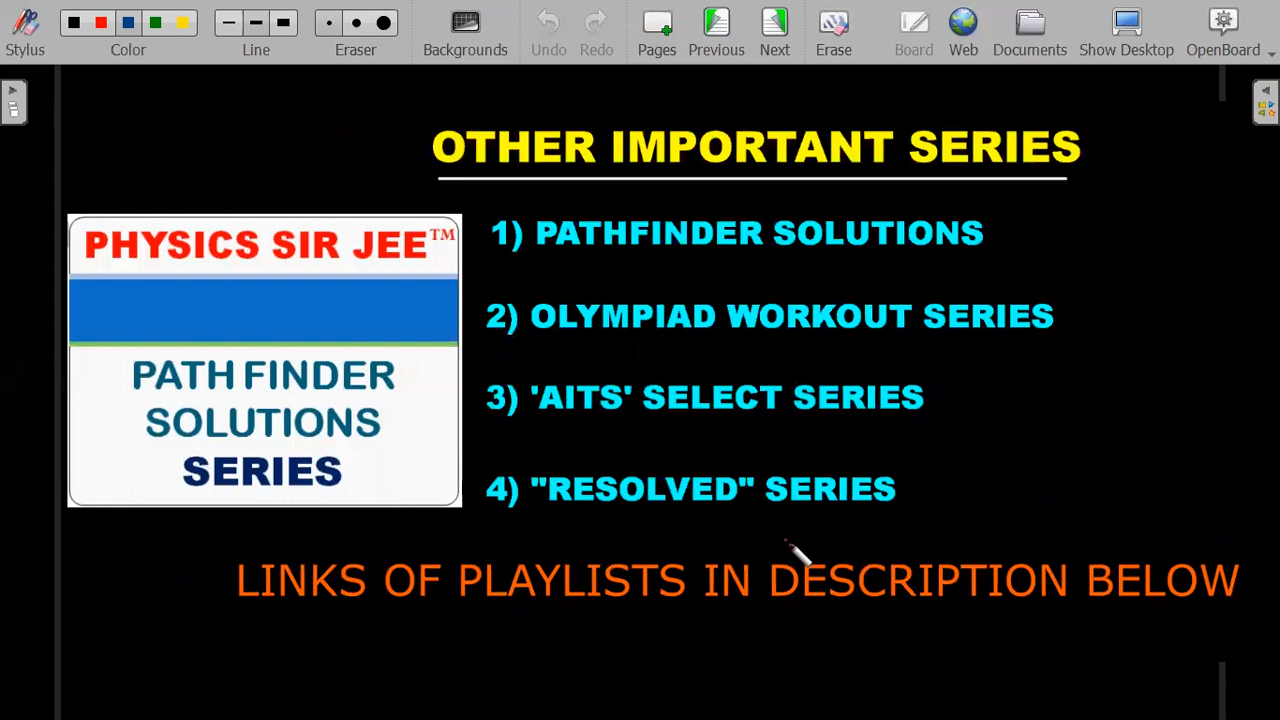 Stylus
Color
Line
Eraser
Backgrounds
Undo
Redo
Pages
Previous
Next
Erase
Board
Web
Documents
Show Desktop
OpenBoard
OTHER IMPORTANT SERIES
PHYSICS SIR JEE™
PATH FINDER
SOLUTIONS
SERIES
1) PATHFINDER SOLUTIONS
2) OLYMPIAD WORKOUT SERIES
3) 'AITS' SELECT SERIES
4) "RESOLVED" SERIES
LINKS OF PLAYLISTS IN DESCRIPTION BELOW